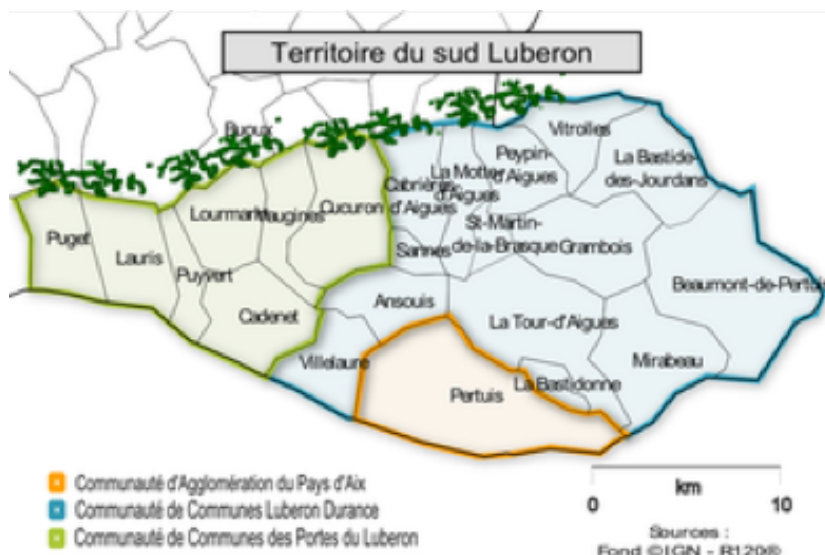 Territoire du sud Luberon
Buoux
Vitrolles
Peypin-
d'Aigues
La Bastide-
des-Jourdans
La Motte-
d'Aigues
Cabrières-
d'Aigues
Cucuron
Vaugines
Lourmarin
Puget
Lauris
Puyvert
Sannes
St-Martin-
de-la-Brasque
Grambois
Beaumont-de-Pertuis
Cadenet
Ansouis
La Tour-d'Aigues
Villelaure
Mirabeau
La Bastidonne
Pertuis
Communauté d'Agglomération du Pays d'Aix
Communauté de Communes Luberon Durance
Communauté de Communes des Portes du Luberon
0 km 10
Sources :
Fond ©IGN - R120®